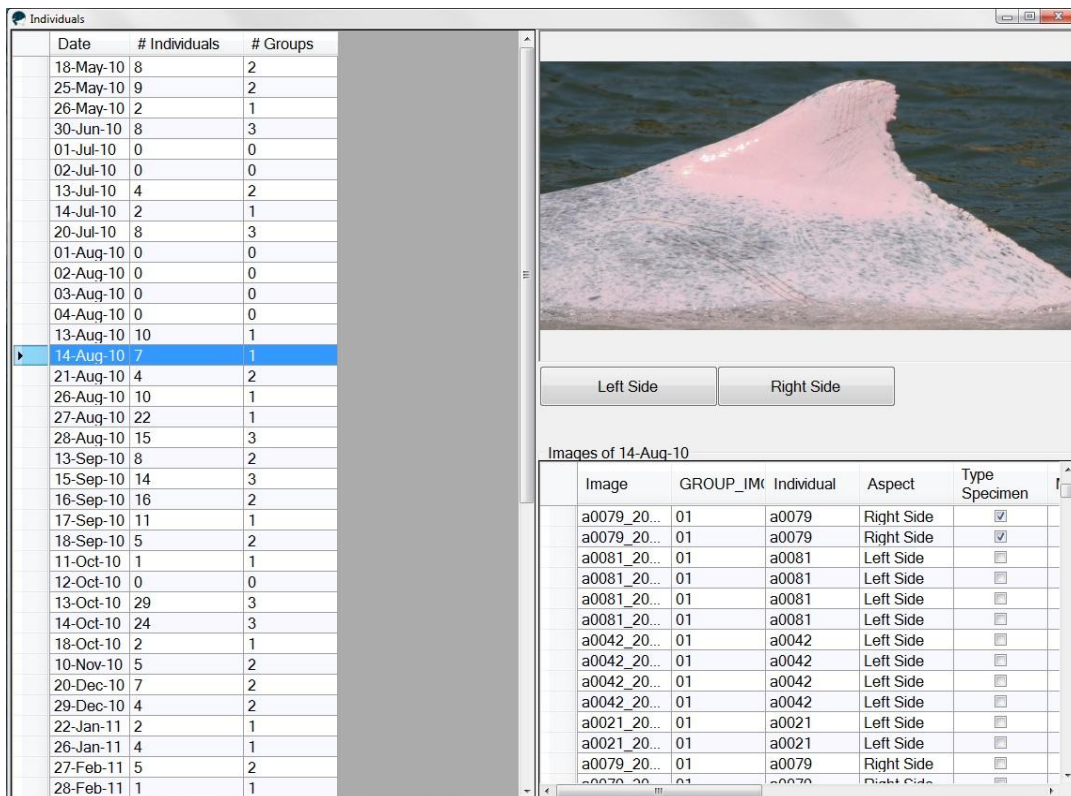 Individuals
Date # Individuals # Groups
18-May-10 8 2
25-May-10 9 2
26-May-10 2 1
30-Jun-10 8 3
01-Jul-10 0 0
02-Jul-10 0 0
13-Jul-10 4 2
14-Jul-10 2 1
20-Jul-10 8 3
01-Aug-10 0 0
02-Aug-10 0 0
03-Aug-10 0 0
04-Aug-10 0 0
13-Aug-10 10 1
14-Aug-10 7 1
21-Aug-10 4 2
26-Aug-10 10 1
27-Aug-10 22 1
28-Aug-10 15 3
13-Sep-10 8 2
15-Sep-10 14 3
16-Sep-10 16 2
17-Sep-10 11 1
18-Sep-10 5 2
11-Oct-10 1 1
12-Oct-10 0 0
13-Oct-10 29 3
14-Oct-10 24 3
18-Oct-10 2 1
10-Nov-10 5 2
20-Dec-10 7 2
29-Dec-10 4 2
22-Jan-11 2 1
26-Jan-11 4 1
27-Feb-11 5 2
28-Feb-11 1 1
Left Side Right Side
Images of 14-Aug-10
Image GROUP_IM Individual Aspect Type Specimen
a0079_20... 01 a0079 Right Side
a0079_20... 01 a0079 Right Side
a0081_20... 01 a0081 Left Side
a0081_20... 01 a0081 Left Side
a0081_20... 01 a0081 Left Side
a0081_20... 01 a0081 Left Side
a0042_20... 01 a0042 Left Side
a0042_20... 01 a0042 Left Side
a0042_20... 01 a0042 Left Side
a0042_20... 01 a0042 Left Side
a0021_20... 01 a0021 Left Side
a0021_20... 01 a0021 Left Side
a0079_20... 01 a0079 Right Side
a0079_20... 01 a0079 Right Side